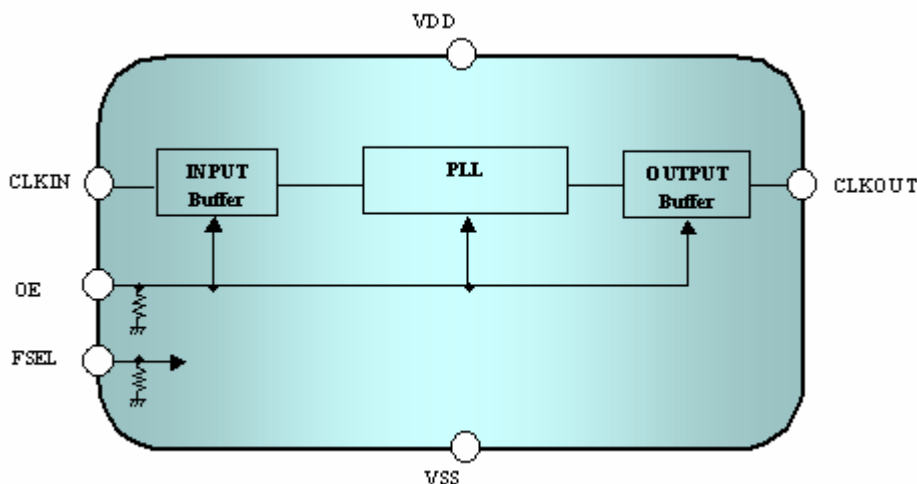 VDD
CLKIN
INPUT
Buffer
PLL
OUTPUT
Buffer
CLKOUT
OE
FSEL
VSS